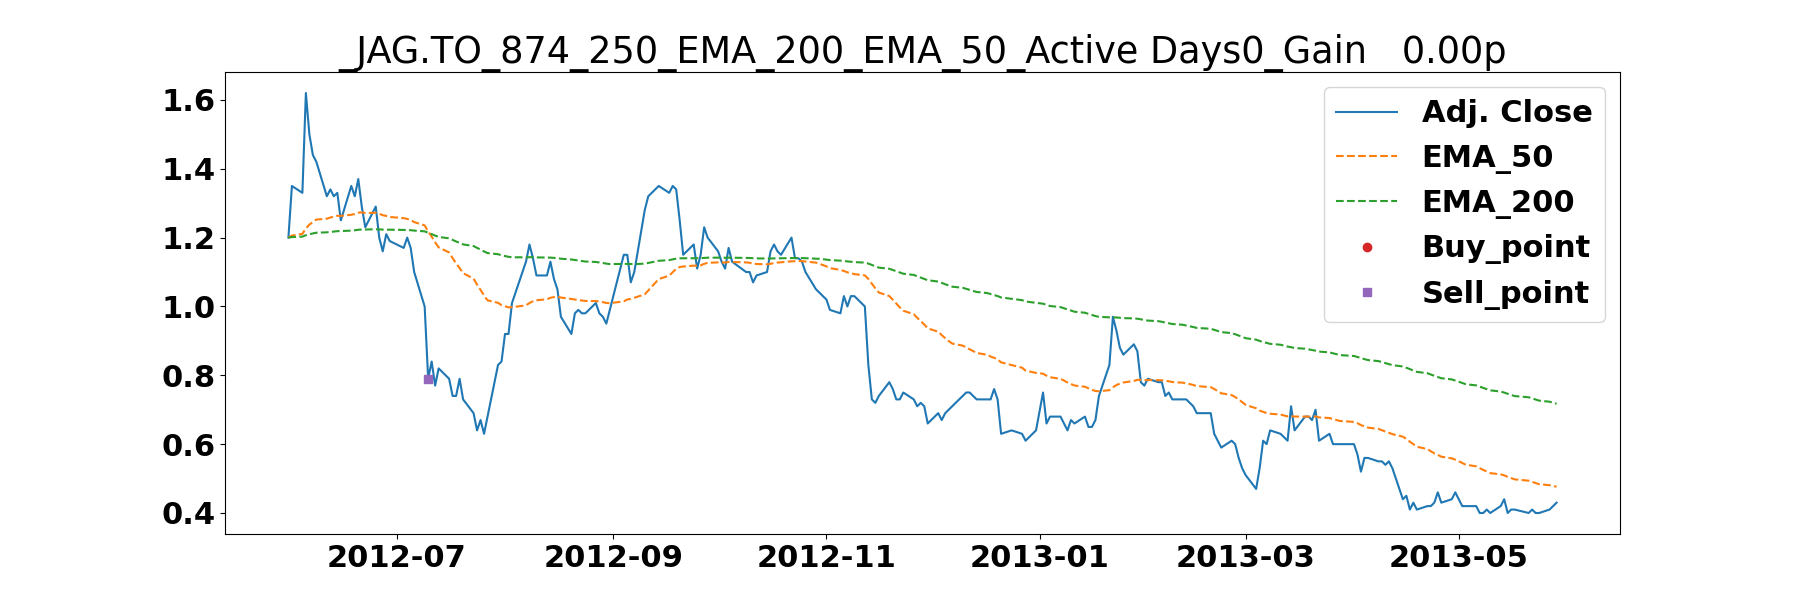 _JAG.TO_874_250_EMA_200_EMA_50_Active Days0_Gain   0.00p
1.6
1.4
1.2
1.0
0.8
0.6
0.4
Adj. Close
EMA_50
EMA_200
Buy_point
Sell_point
2012-07 2012-09 2012-11 2013-01 2013-03 2013-05